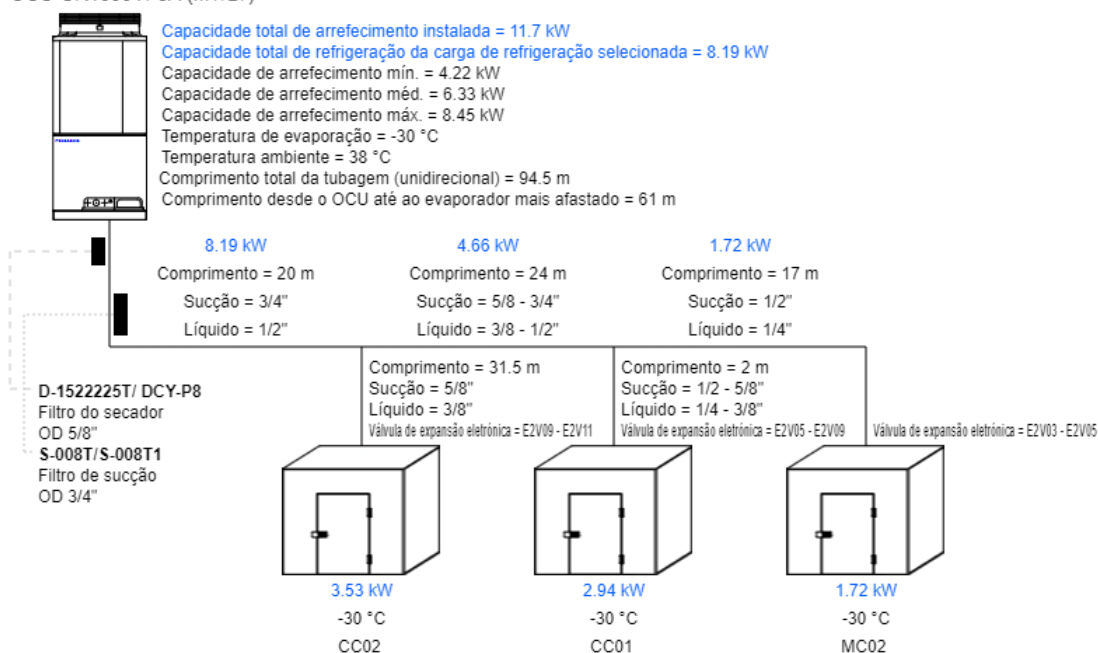 Capacidade total de arrefecimento instalada = 11.7 kW
Capacidade total de refrigeração da carga de refrigeração selecionada = 8.19 kW
Capacidade de arrefecimento mín. = 4.22 kW
Capacidade de arrefecimento méd. = 6.33 kW
Capacidade de arrefecimento máx. = 8.45 kW
Temperatura de evaporação = -30 °C
Temperatura ambiente = 38 °C
Comprimento total da tubagem (unidirecional) = 94.5 m
Comprimento desde o OCU até ao evaporador mais afastado = 61 m
8.19 kW
Comprimento = 20 m
Sucção = 3/4"
Líquido = 1/2"
4.66 kW
Comprimento = 24 m
Sucção = 5/8 - 3/4"
Líquido = 3/8 - 1/2"
1.72 kW
Comprimento = 17 m
Sucção = 1/2"
Líquido = 1/4"
Comprimento = 31.5 m
Sucção = 5/8"
Líquido = 3/8"
Válvula de expansão eletrónica = E2V09 - E2V11
Comprimento = 2 m
Sucção = 1/2 - 5/8"
Líquido = 1/4 - 3/8"
Válvula de expansão eletrónica = E2V05 - E2V09
Válvula de expansão eletrónica = E2V03 - E2V05
D-1522225T/ DCY-P8
Filtro do secador
OD 5/8"
S-008T/S-008T1
Filtro de sucção
OD 3/4"
3.53 kW
-30 °C
CC02
2.94 kW
-30 °C
CC01
1.72 kW
-30 °C
MC02